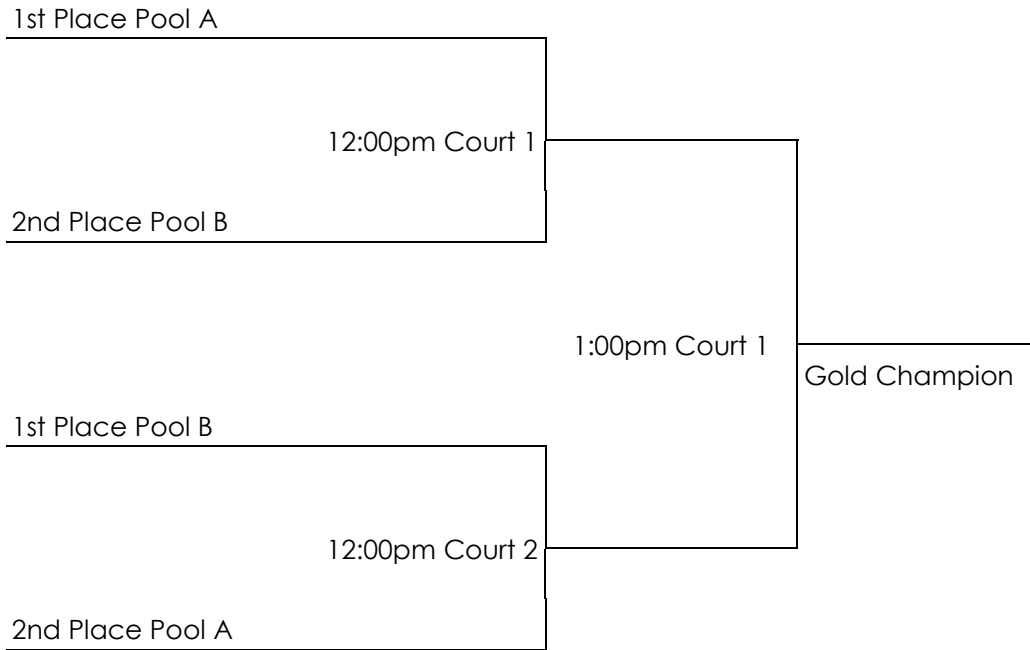 1st Place Pool A
12:00pm Court 1
2nd Place Pool B
1:00pm Court 1
Gold Champion
1st Place Pool B
12:00pm Court 2
2nd Place Pool A